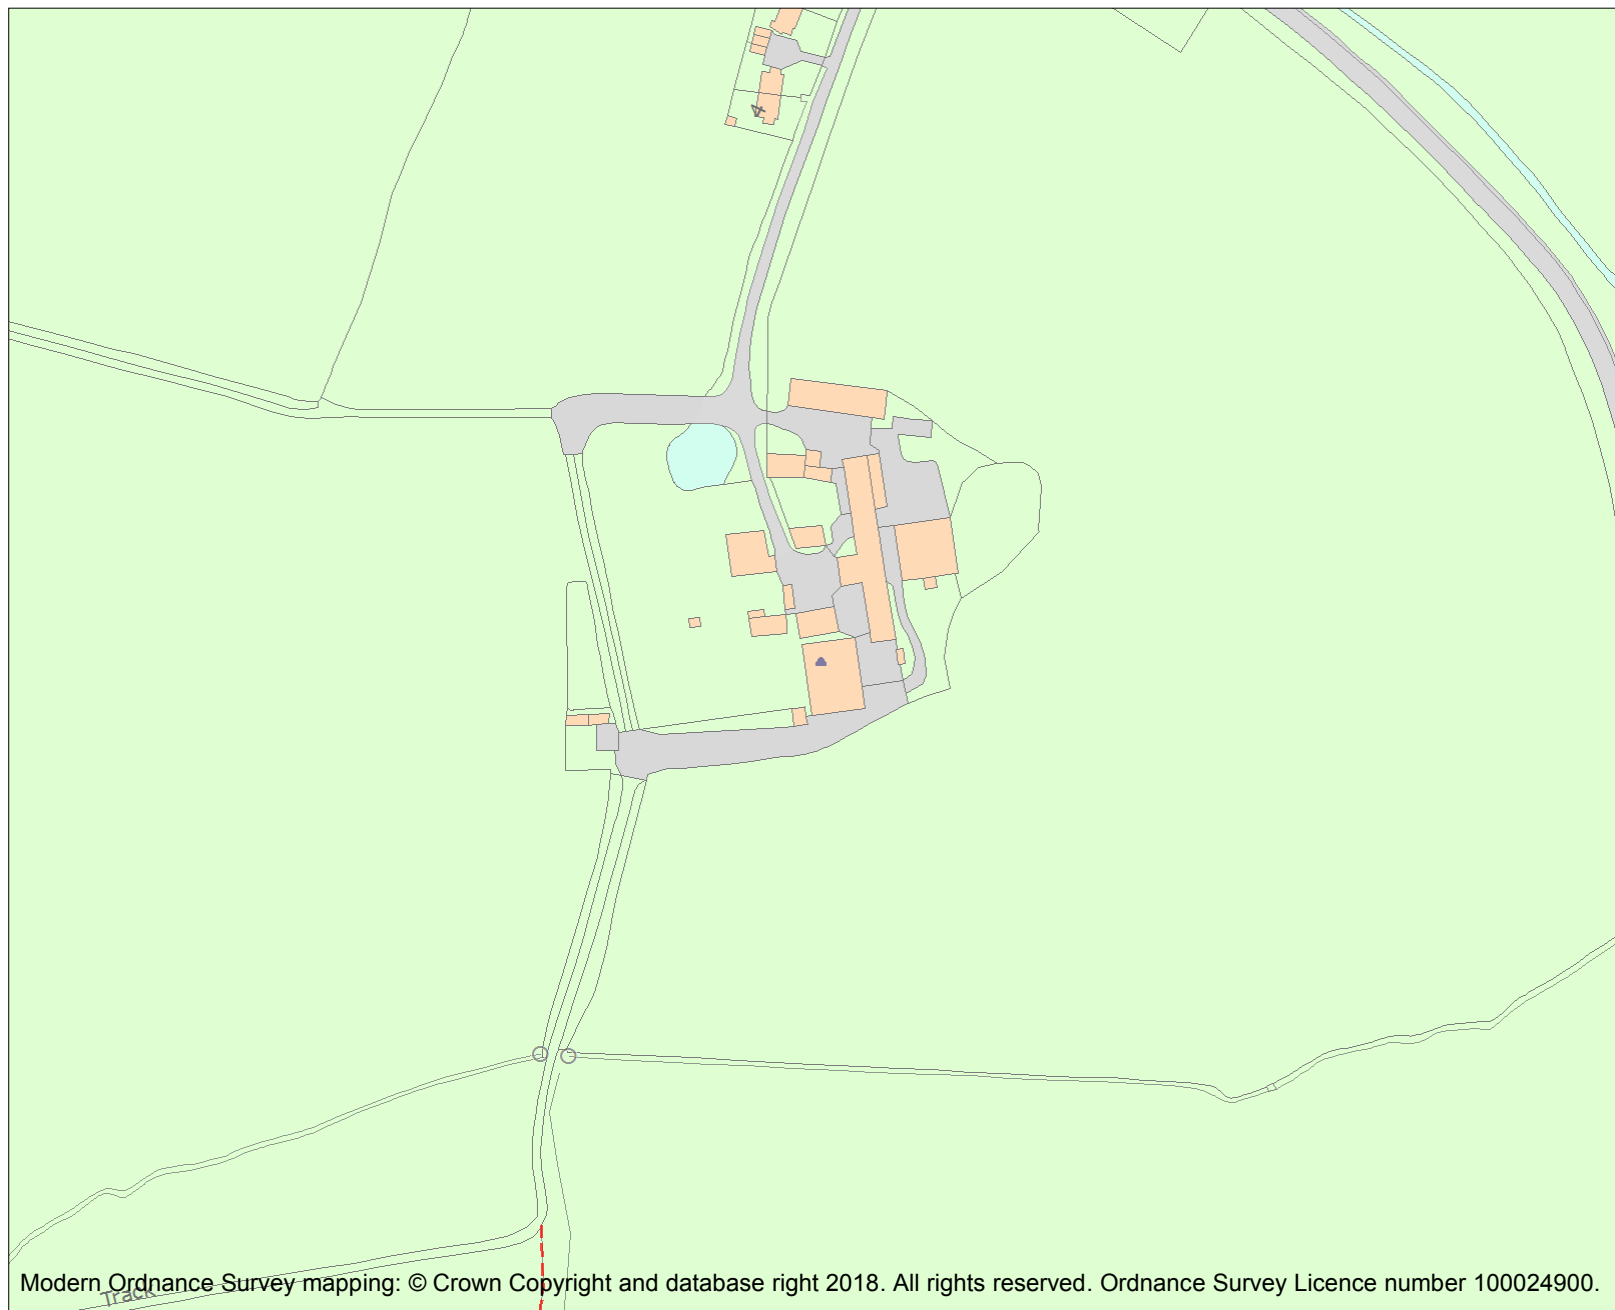 4
Modern Ordnance Survey mapping: © Crown Copyright and database right 2018. All rights reserved. Ordnance Survey Licence number 100024900.
Track